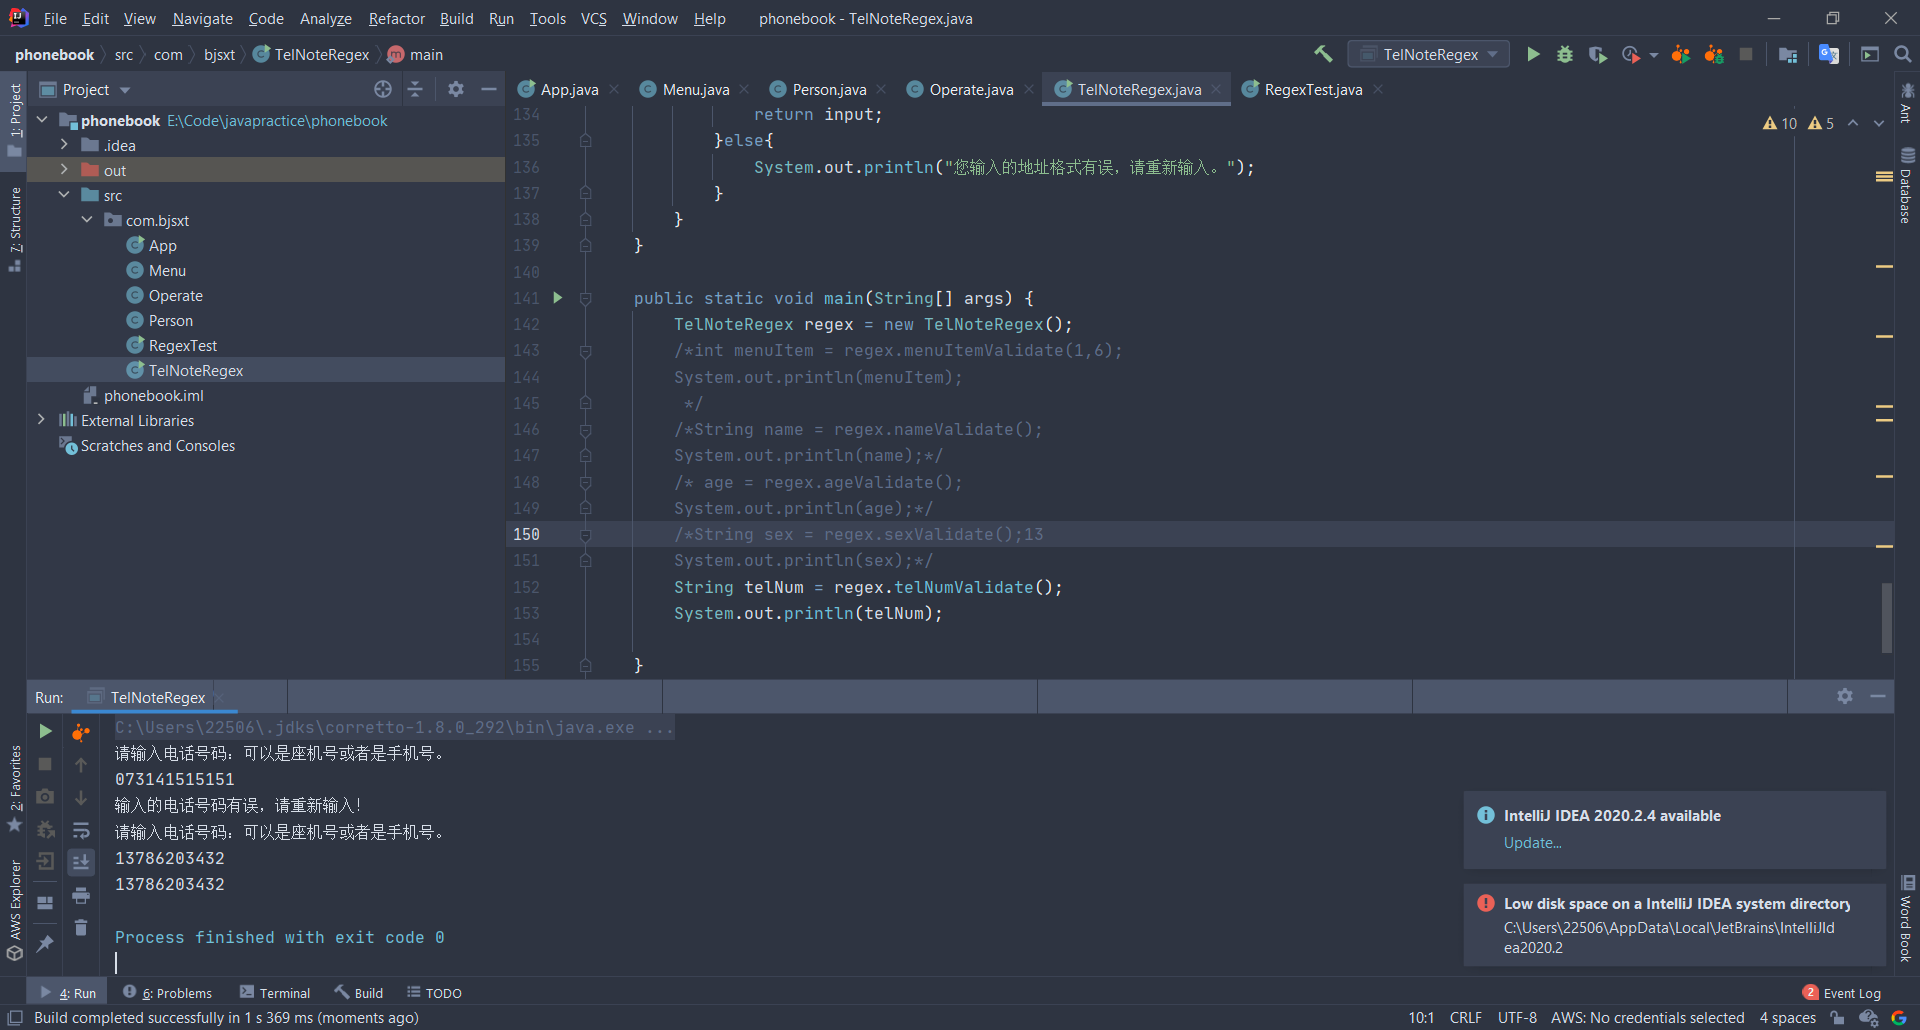 File Edit View Navigate Code Analyze Refactor Build Run Tools VCS Window Help phonebook - TelNoteRegex.java
phonebook src com bjsxt TelNoteRegex main
TelNoteRegex
1: Project
7: Structure
2: Favorites
AWS Explorer
Project
phonebook E:\Code\javapractice\phonebook
.idea
out
src
com.bjsxt
App
Menu
Operate
Person
RegexTest
TelNoteRegex
phonebook.iml
External Libraries
Scratches and Consoles
App.java Menu.java Person.java Operate.java TelNoteRegex.java RegexTest.java
10 5
134 return input;
135 }else{
136 System.out.println("您输入的地址格式有误，请重新输入。");
137 }
138 }
139 }
140
141 public static void main(String[] args) {
142 TelNoteRegex regex = new TelNoteRegex();
143 /*int menuItem = regex.menuItemValidate(1,6);
144 System.out.println(menuItem);
145 */
146 /*String name = regex.nameValidate();
147 System.out.println(name);*/
148 /* age = regex.ageValidate();
149 System.out.println(age);*/
150 /*String sex = regex.sexValidate();13
151 System.out.println(sex);*/
152 String telNum = regex.telNumValidate();
153 System.out.println(telNum);
154
155 }
Ant
Database
Word Book
Run: TelNoteRegex
C:\Users\22506\.jdks\corretto-1.8.0_292\bin\java.exe ...
请输入电话号码：可以是座机号或者是手机号。
073141515151
输入的电话号码有误，请重新输入！
请输入电话号码：可以是座机号或者是手机号。
13786203432
13786203432
Process finished with exit code 0
IntelliJ IDEA 2020.2.4 available
Update...
Low disk space on a IntelliJ IDEA system directory
C:\Users\22506\AppData\Local\JetBrains\IntelliJId
ea2020.2
4: Run 6: Problems Terminal Build TODO 2 Event Log
Build completed successfully in 1 s 369 ms (moments ago) 10:1 CRLF UTF-8 AWS: No credentials selected 4 spaces